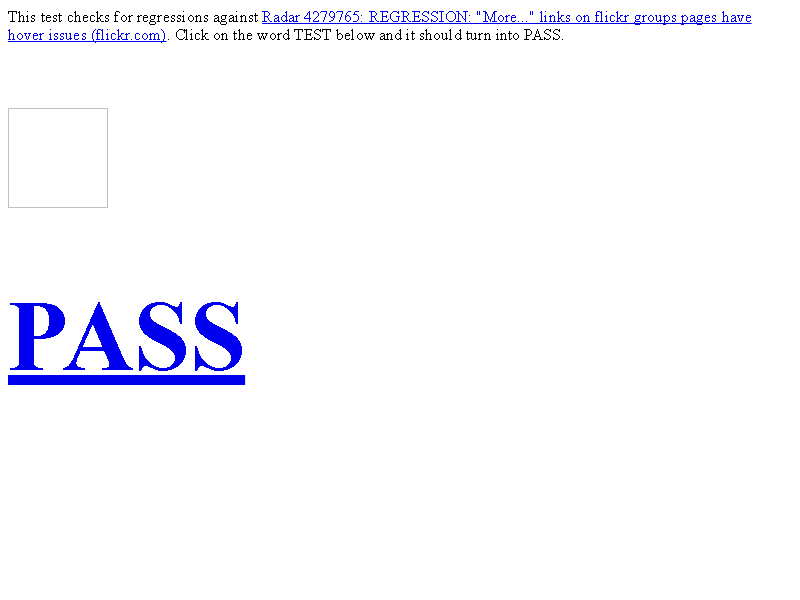 This test checks for regressions against Radar 4279765: REGRESSION: "More..." links on flickr groups pages have
hover issues (flickr.com). Click on the word TEST below and it should turn into PASS.
PASS